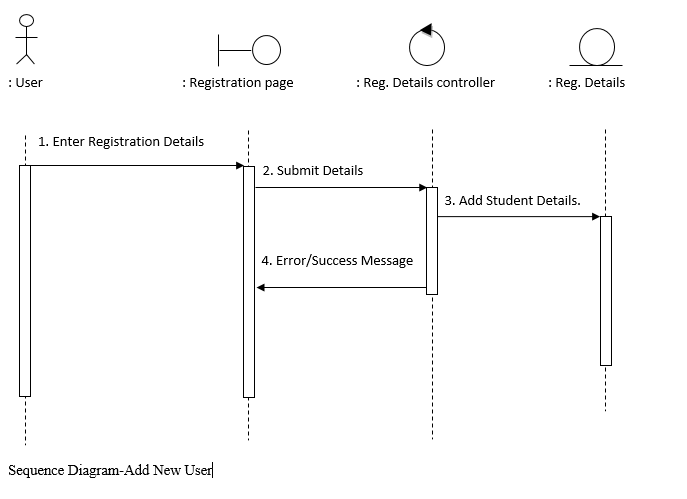 : User
: Registration page
: Reg. Details controller
: Reg. Details
1. Enter Registration Details
2. Submit Details
3. Add Student Details.
4. Error/Success Message
Sequence Diagram-Add New User